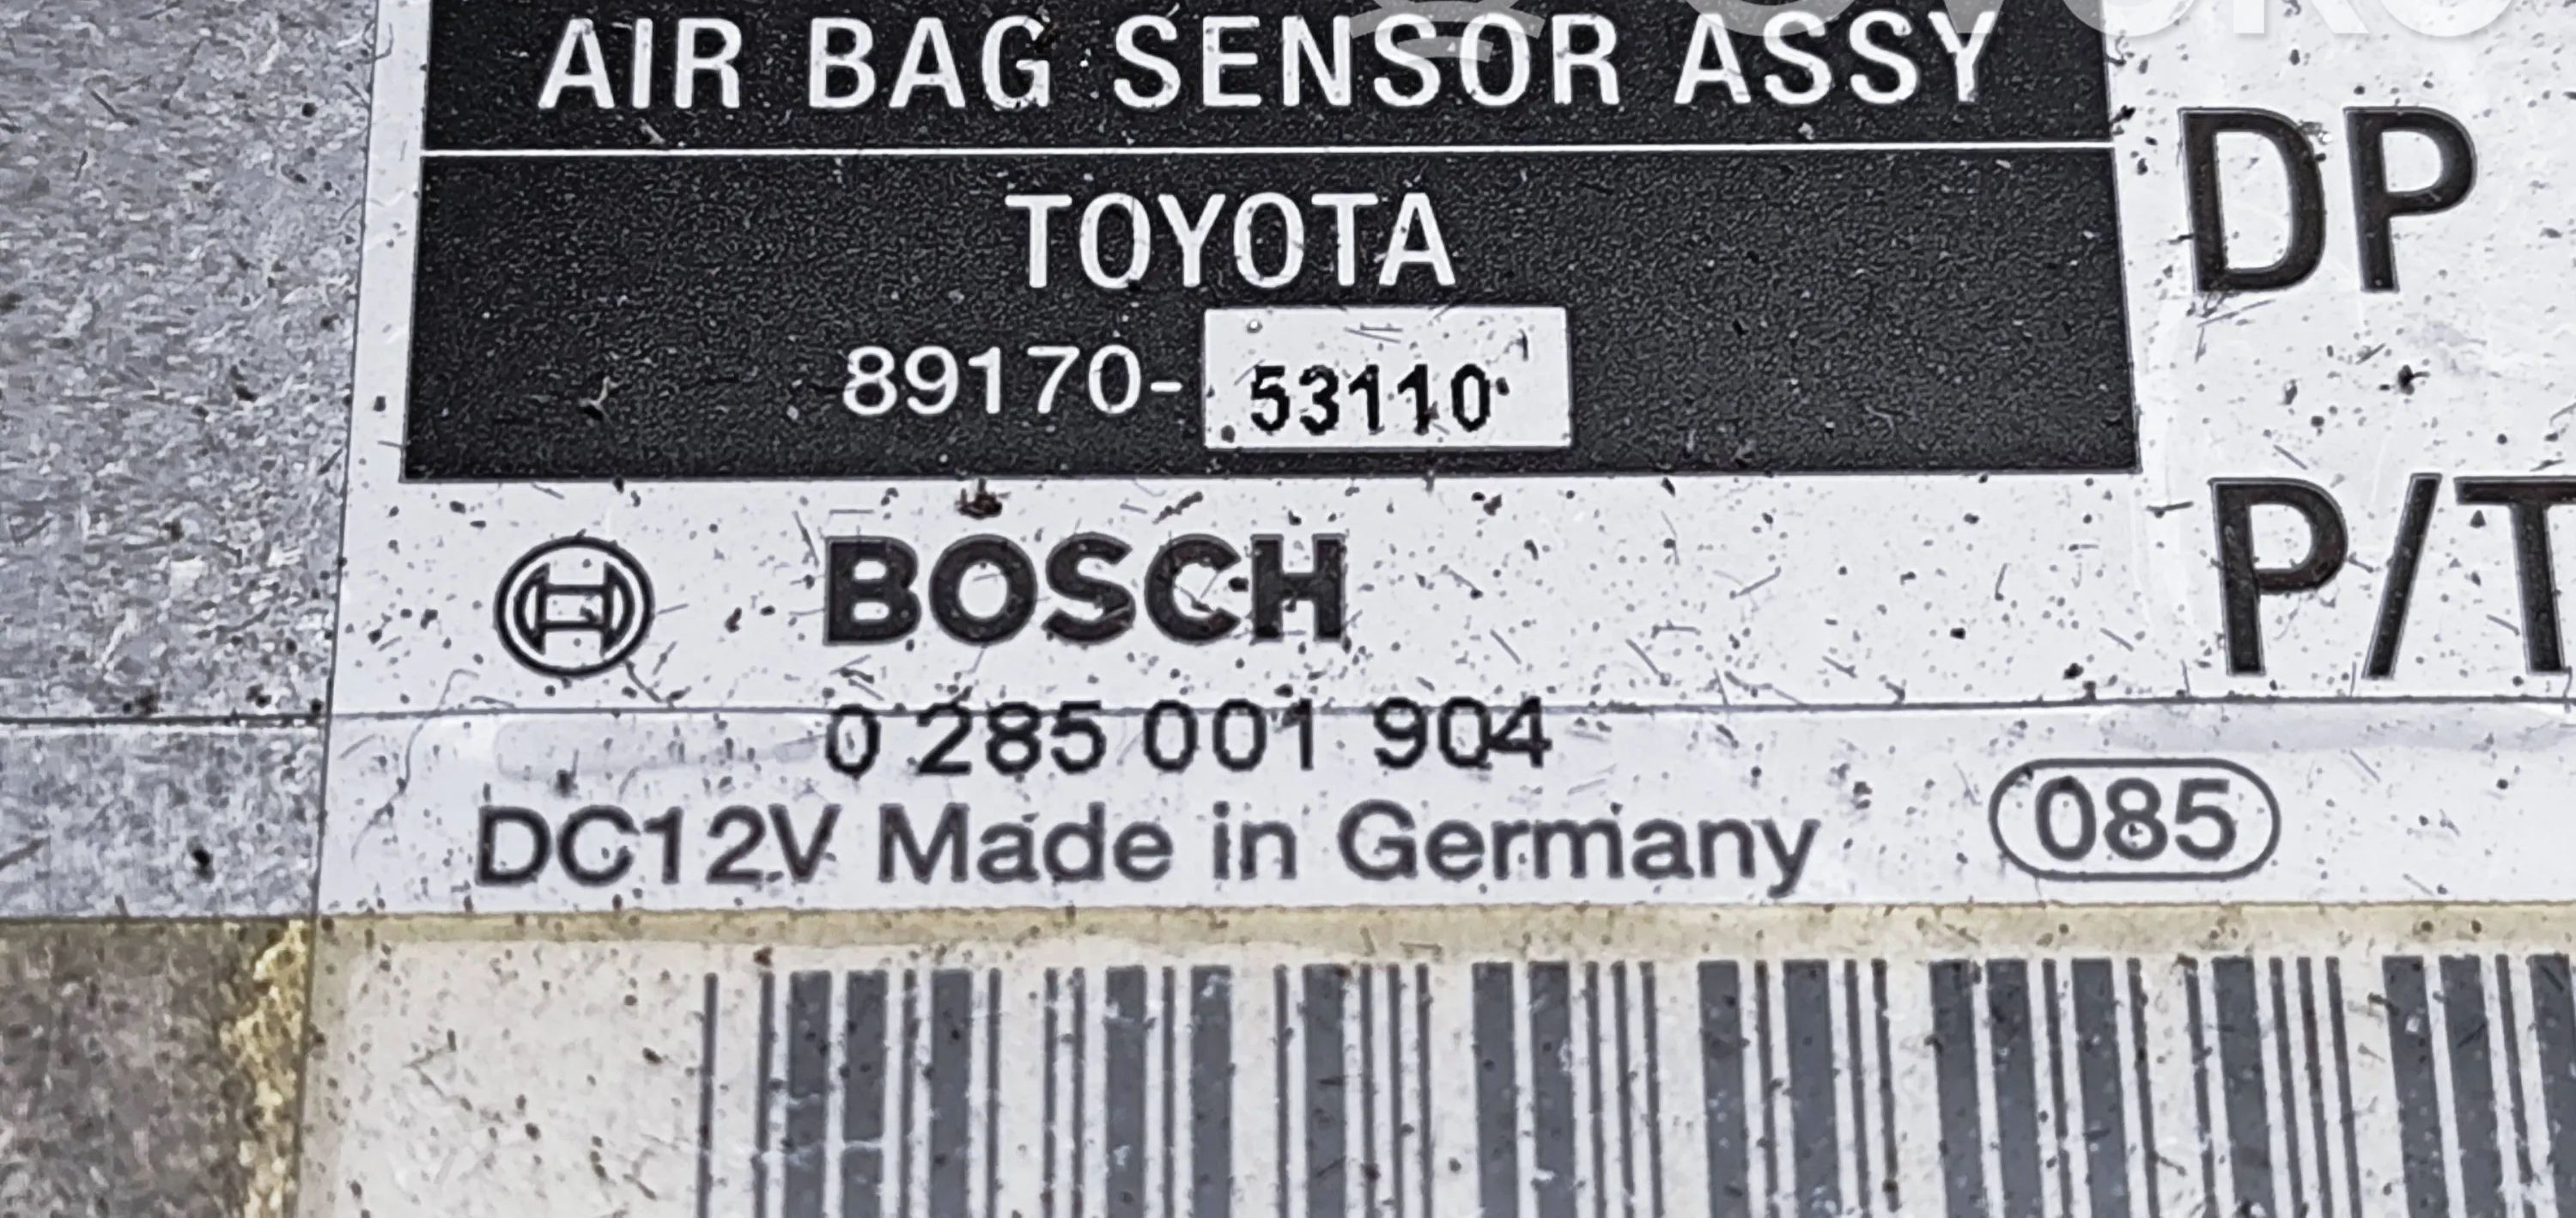 AIR BAG SENSOR ASSY
TOYOTA
89170- 53110
DP
BOSCH
P/T
0 285 001 904
DC12V Made in Germany
085